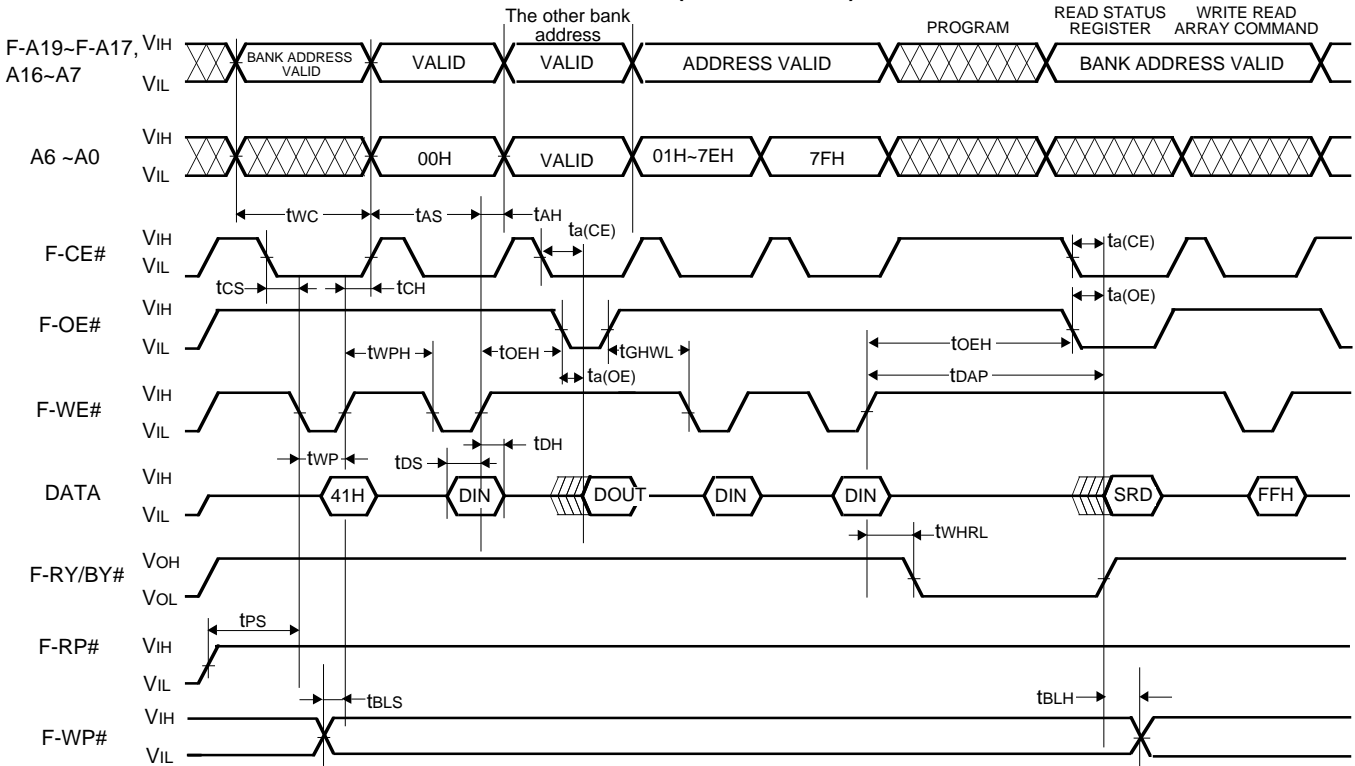 The other bank
address
PROGRAM
READ STATUS
REGISTER
WRITE READ
ARRAY COMMAND
F-A19~F-A17,
A16~A7
VIH
VIL
BANK ADDRESS
VALID
VALID
VALID
ADDRESS VALID
BANK ADDRESS VALID
A6 ~A0
VIH
VIL
00H
VALID
01H~7EH
7FH
tWC
tAS
tAH
ta(CE)
ta(CE)
F-CE#
VIH
VIL
tCS
tCH
ta(OE)
F-OE#
VIH
VIL
tWPH
tOEH
tGHWL
tOEH
ta(OE)
tDAP
F-WE#
VIH
VIL
tWP
tDS
tDH
DATA
VIH
VIL
41H
DIN
DOUT
DIN
DIN
SRD
FFH
tWHRL
F-RY/BY#
VOH
VOL
tPS
F-RP#
VIH
VIL
tBLS
tBLH
F-WP#
VIH
VIL